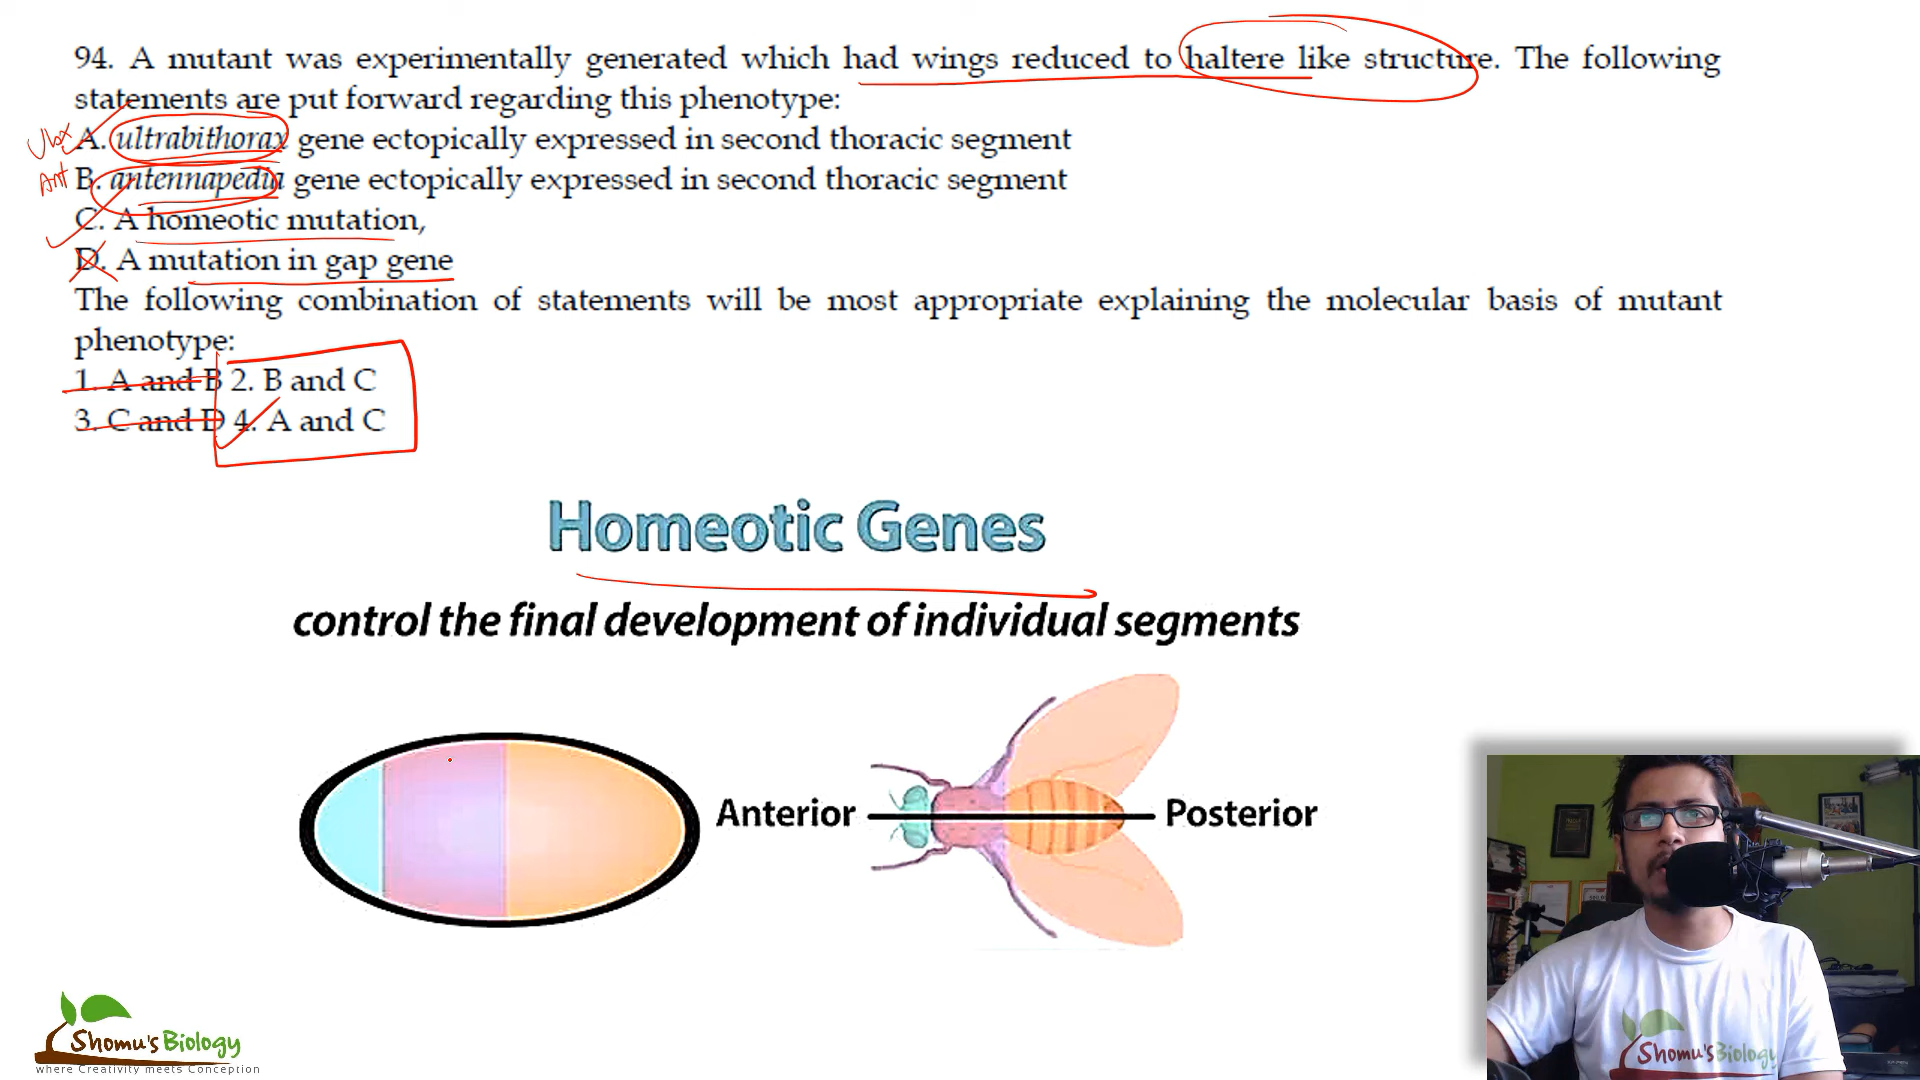 94. A mutant was experimentally generated which had wings reduced to haltere like structure. The following
statements are put forward regarding this phenotype:
Ubx A. ultrabithorax gene ectopically expressed in second thoracic segment
Ant B. antennapedia gene ectopically expressed in second thoracic segment
C. A homeotic mutation,
D. A mutation in gap gene
The following combination of statements will be most appropriate explaining the molecular basis of mutant
phenotype:
1. A and B 2. B and C
3. C and D 4. A and C
Homeotic Genes
control the final development of individual segments
Anterior
Posterior
Shomu's Biology
where Creativity meets Conception
Shomu's Biology